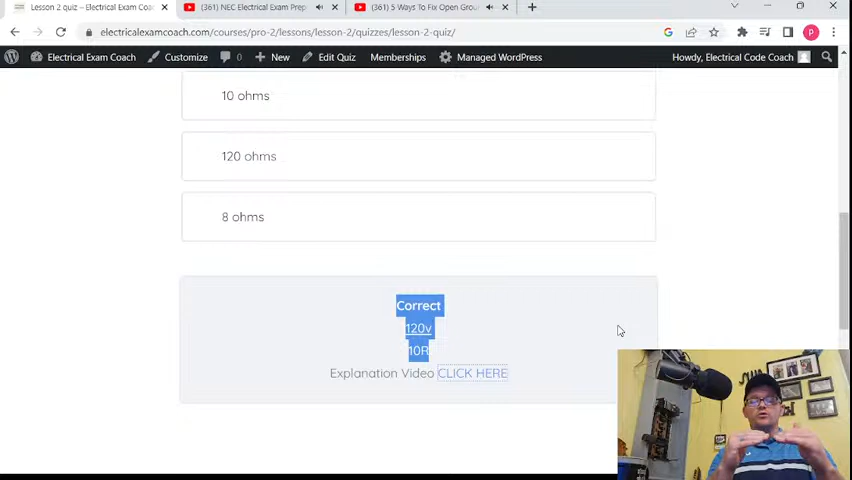 Lesson 2 quiz – Electrical Exam Coac
(361) NEC Electrical Exam Prep
(361) 5 Ways To Fix Open Grou
electricalexamcoach.com/courses/pro-2/lessons/lesson-2/quizzes/lesson-2-quiz/
P
Electrical Exam Coach
Customize
0
New
Edit Quiz
Memberships
Managed WordPress
Howdy, Electrical Code Coach
10 ohms
120 ohms
8 ohms
Correct
120v
10R
Explanation Video CLICK HERE